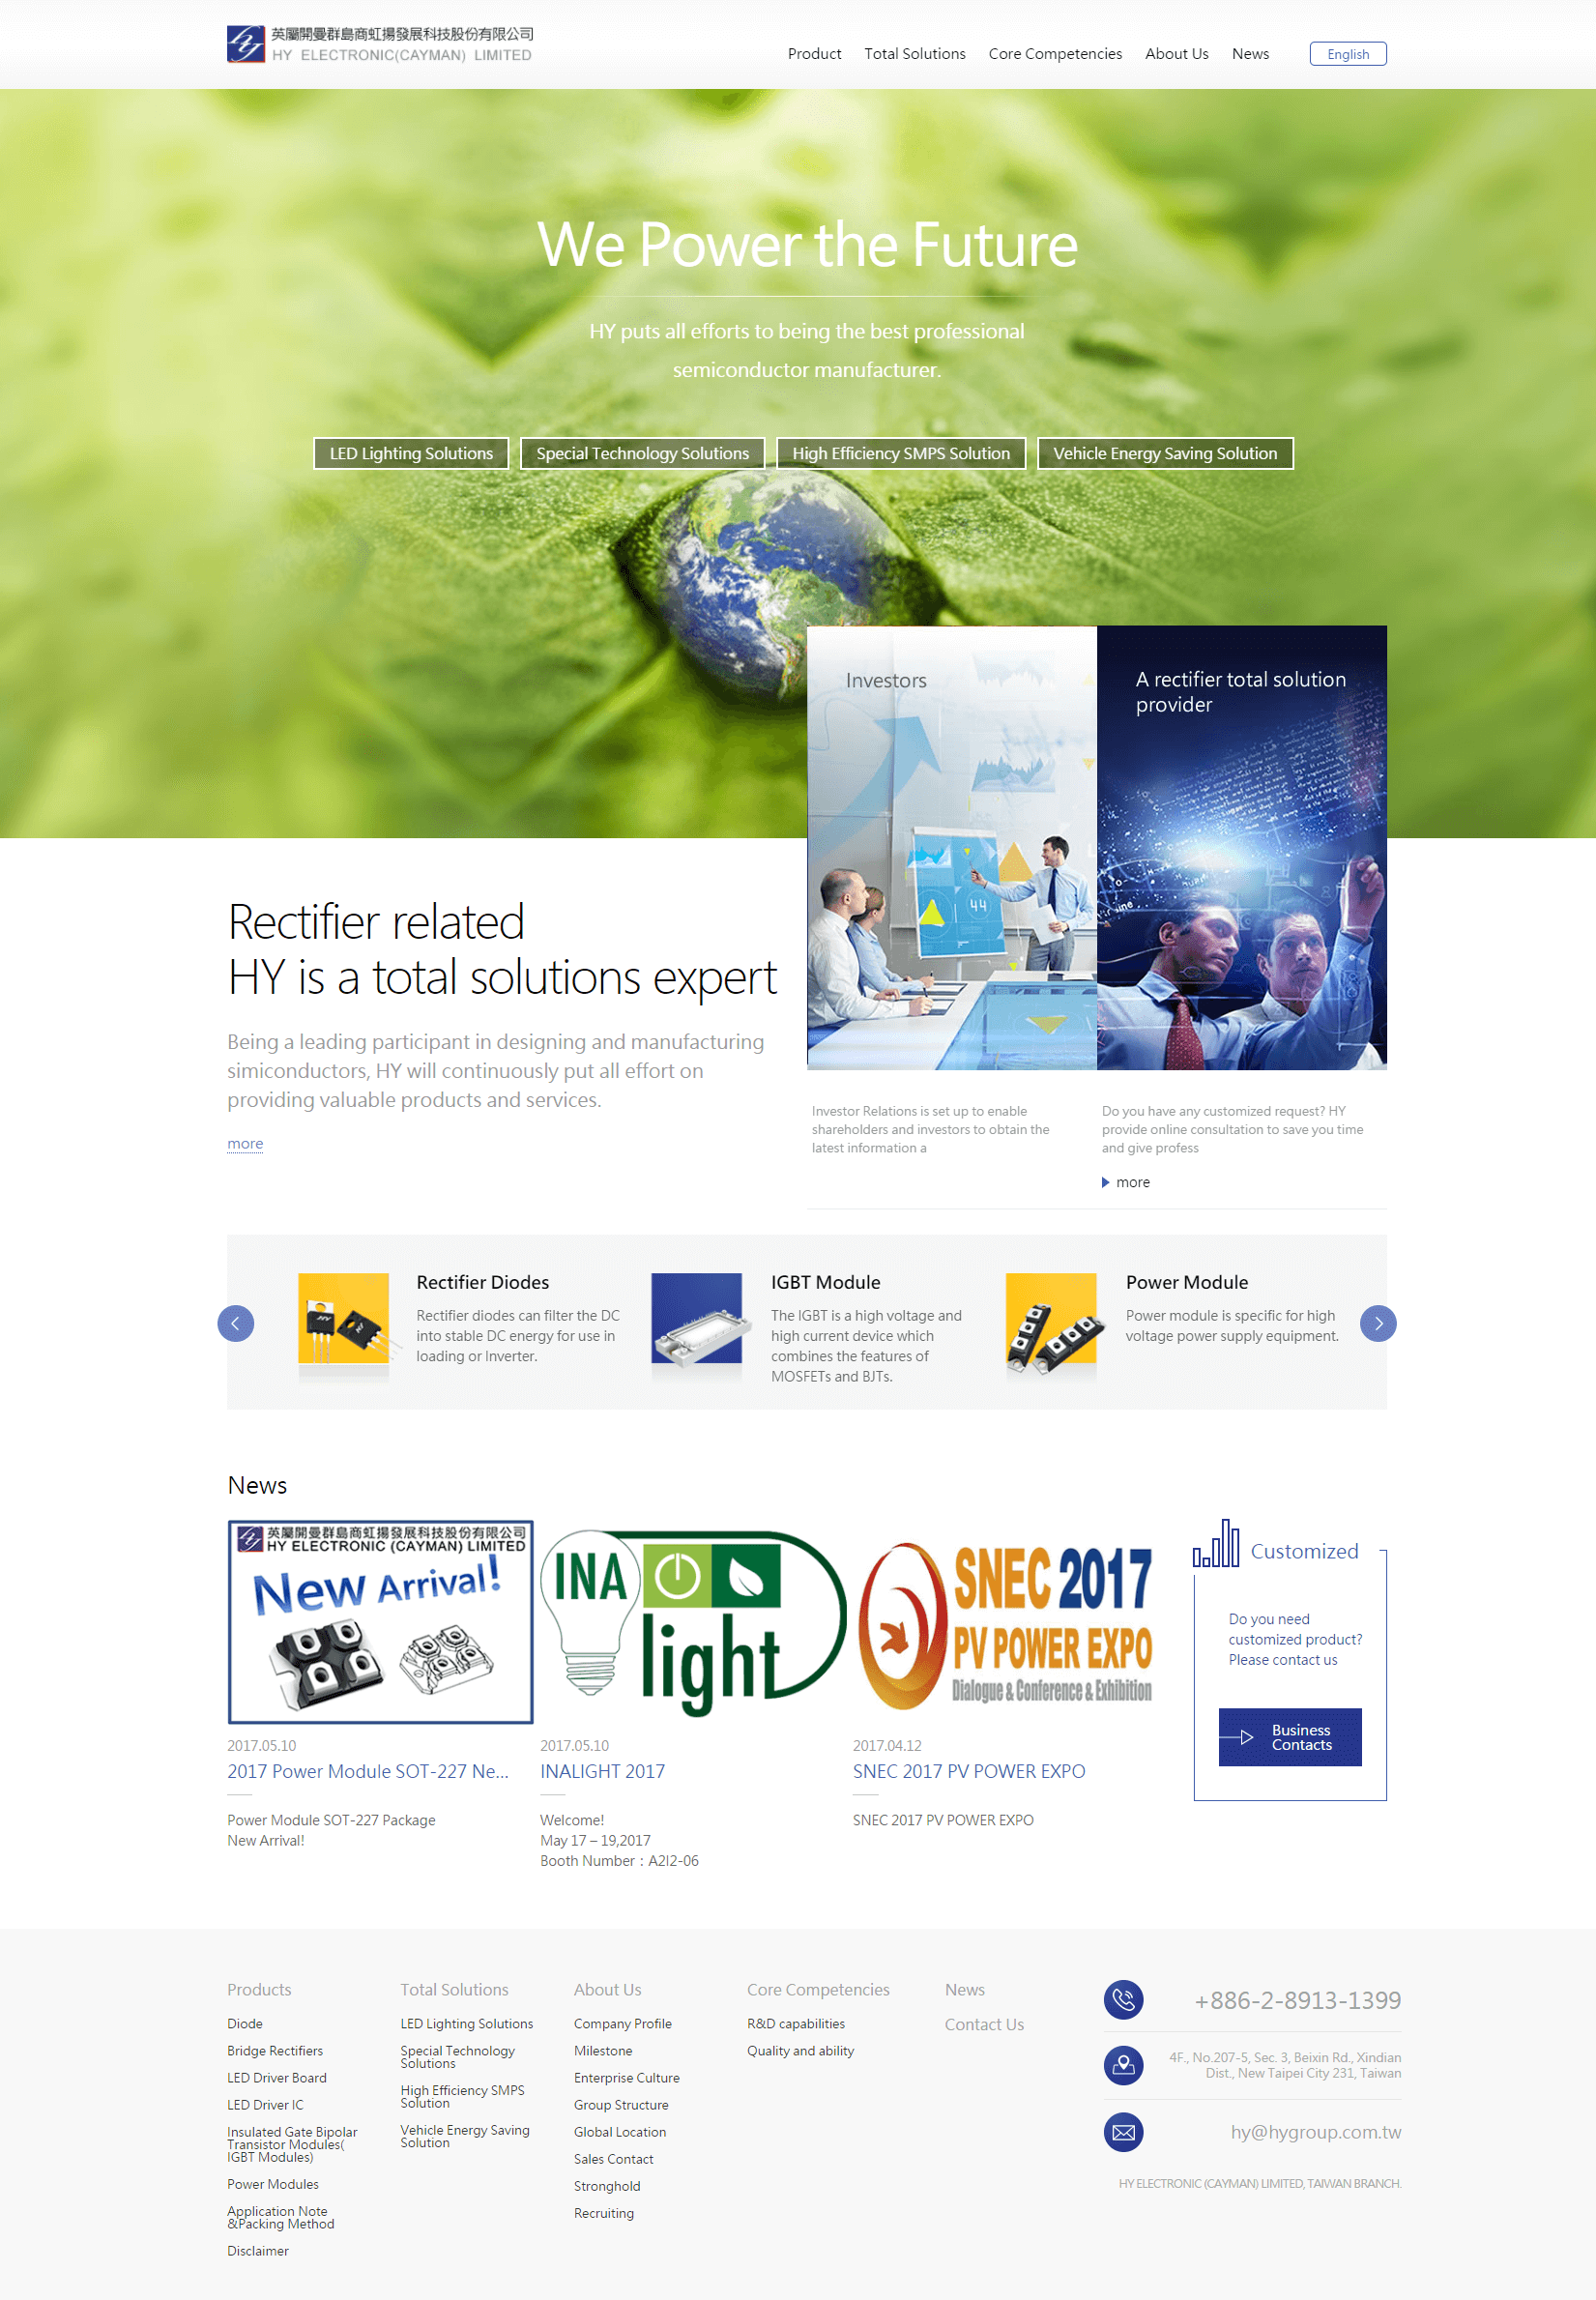 英屬開曼群島商虹揚發展科技股份有限公司
HY ELECTRONIC(CAYMAN) LIMITED
Product
Total Solutions
Core Competencies
About Us
News
English
We Power the Future
HY puts all efforts to being the best professional
semiconductor manufacturer.
LED Lighting Solutions
Special Technology Solutions
High Efficiency SMPS Solution
Vehicle Energy Saving Solution
Investors
A rectifier total solution
provider
44
Rectifier related
HY is a total solutions expert
Being a leading participant in designing and manufacturing
simiconductors, HY will continuously put all effort on
providing valuable products and services.
more
Investor Relations is set up to enable
shareholders and investors to obtain the
latest information a
Do you have any customized request? HY
provide online consultation to save you time
and give profess
more
Rectifier Diodes
Rectifier diodes can filter the DC
into stable DC energy for use in
loading or Inverter.
IGBT Module
The IGBT is a high voltage and
high current device which
combines the features of
MOSFETs and BJTs.
Power Module
Power module is specific for high
voltage power supply equipment.
News
英屬開曼群島商虹揚發展科技股份有限公司
HY ELECTRONIC (CAYMAN) LIMITED
New Arrival!
INA
light
SNEC 2017
PV POWER EXPO
Dialogue & Conference & Exhibition
2017.05.10
2017 Power Module SOT-227 Ne...
Power Module SOT-227 Package
New Arrival!
2017.05.10
INALIGHT 2017
Welcome!
May 17 – 19,2017
Booth Number：A2I2-06
2017.04.12
SNEC 2017 PV POWER EXPO
SNEC 2017 PV POWER EXPO
Customized
Do you need
customized product?
Please contact us
Business
Contacts
Products
Diode
Bridge Rectifiers
LED Driver Board
LED Driver IC
Insulated Gate Bipolar
Transistor Modules(
IGBT Modules)
Power Modules
Application Note
&Packing Method
Disclaimer
Total Solutions
LED Lighting Solutions
Special Technology
Solutions
High Efficiency SMPS
Solution
Vehicle Energy Saving
Solution
About Us
Company Profile
Milestone
Enterprise Culture
Group Structure
Global Location
Sales Contact
Stronghold
Recruiting
Core Competencies
R&D capabilities
Quality and ability
News
Contact Us
+886-2-8913-1399
4F., No.207-5, Sec. 3, Beixin Rd., Xindian
Dist., New Taipei City 231, Taiwan
hy@hygroup.com.tw
HY ELECTRONIC (CAYMAN) LIMITED, TAIWAN BRANCH.